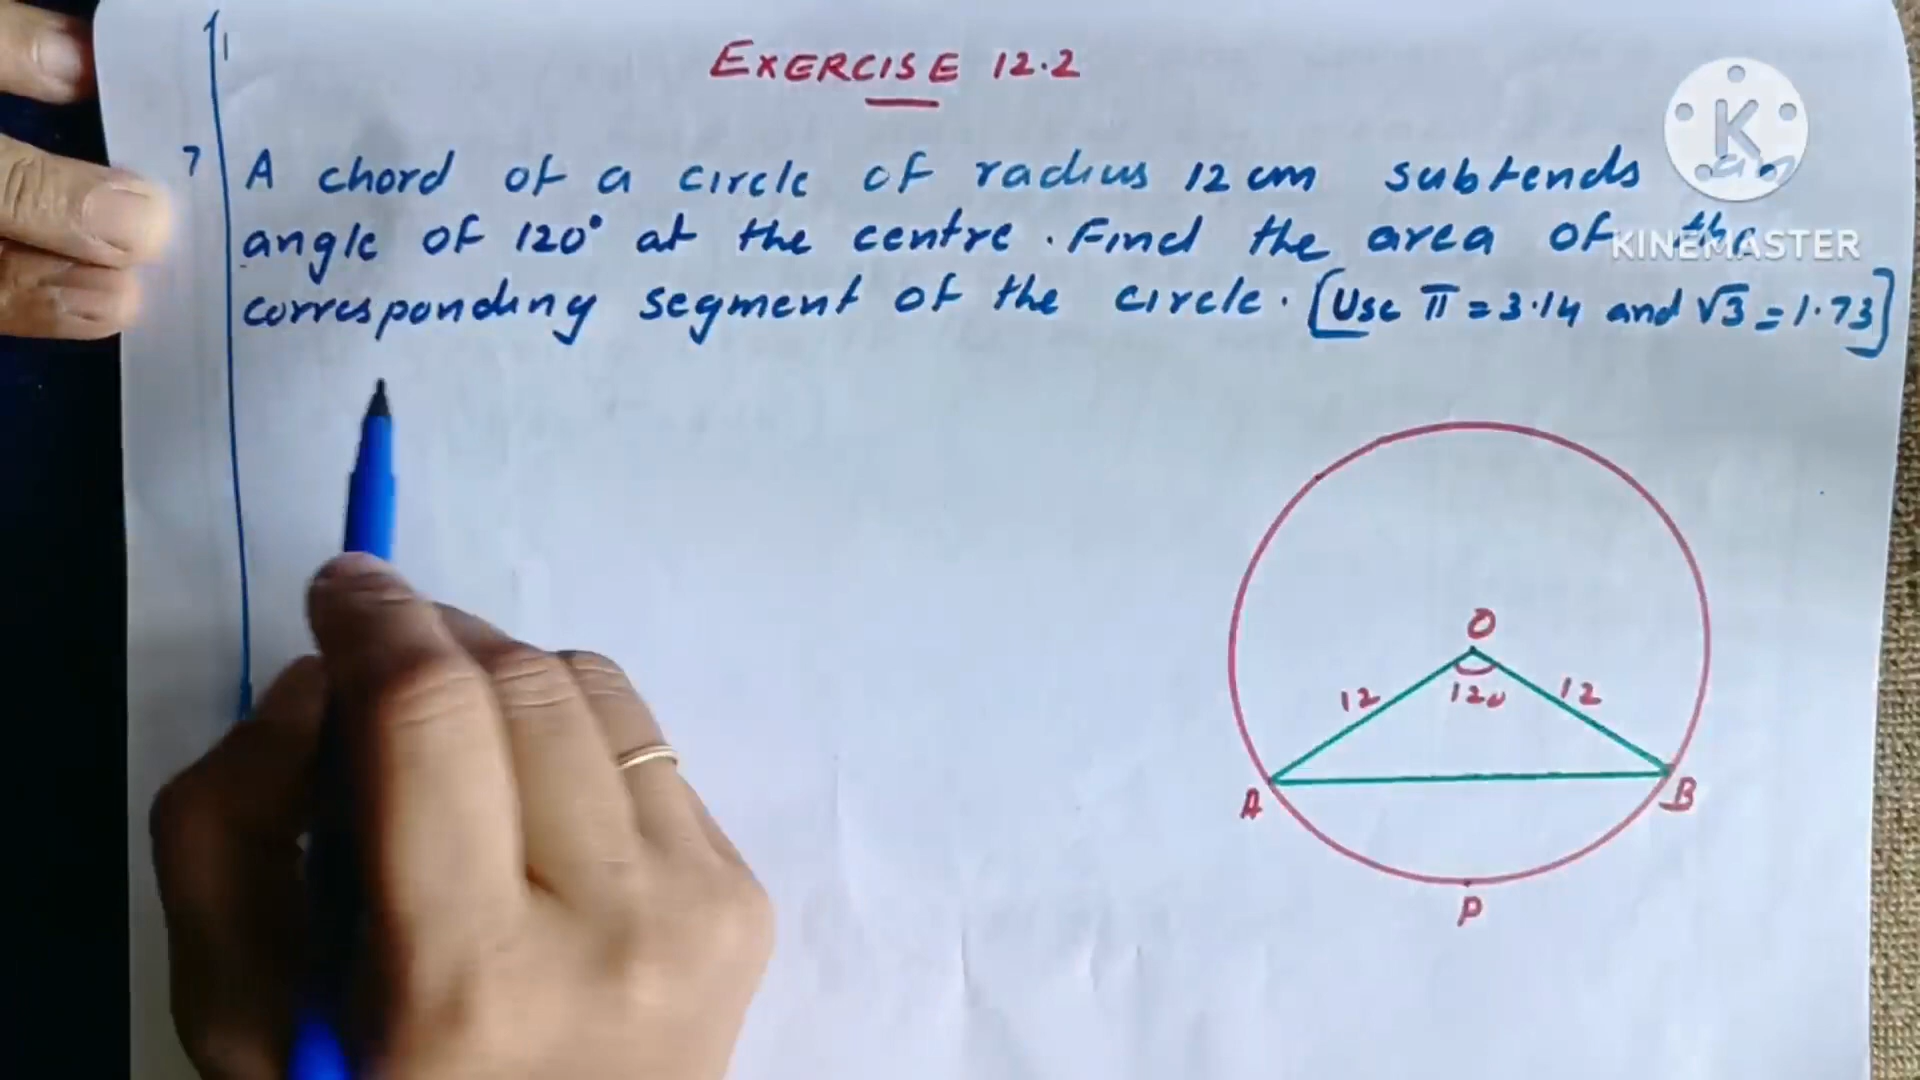 EXERCISE 12.2
7 A chord of a circle of radius 12 cm subtends an
angle of 120° at the centre. Find the area of the
corresponding segment of the circle. [Use π = 3.14 and √3 = 1.73]
K
KINEMASTER
O
12 120 12
A B
P